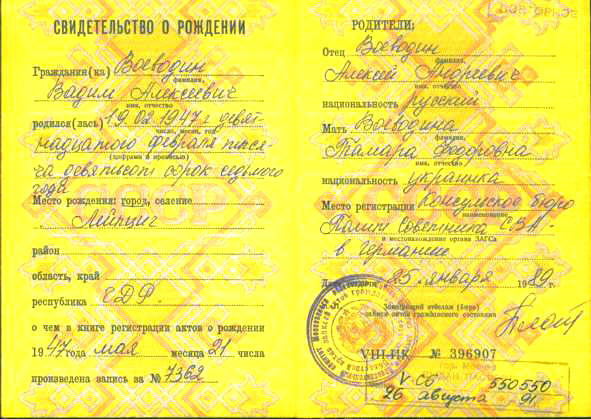 СВИДЕТЕЛЬСТВО О РОЖДЕНИИ
Гражданин(ка) Воеводин
фамилия,
Вадим Алексеевич
имя, отчество
родился(лась) 19.02.1947 г девят-
число, месяц, год
надцатого февраля тыся-
(цифрами и прописью)
ча девятьсот сорок седьмого
года
Место рождения: город, селение
Лейпциг
район
область, край
республика ГДР
о чем в книге регистрации актов о рождении
1947 года мая месяца 21 числа
произведена запись за № 7362
ПОВТОРНОЕ
РОДИТЕЛИ:
Отец Воеводин
фамилия,
Алексей Андреевич
имя, отчество
национальность русский
Мать Воеводина
фамилия,
Тамара Федоровна
имя, отчество
национальность украинка
Место регистрации Консульское бюро
наименование
Полит Советника СВА
и местонахождение органа ЗАГСа
в Германии
25 января 1989 г.
Заведующий отделом (бюро)
записи актов гражданского состояния
VIII-ИК № 396907
V-СБ 550550
26 августа 91